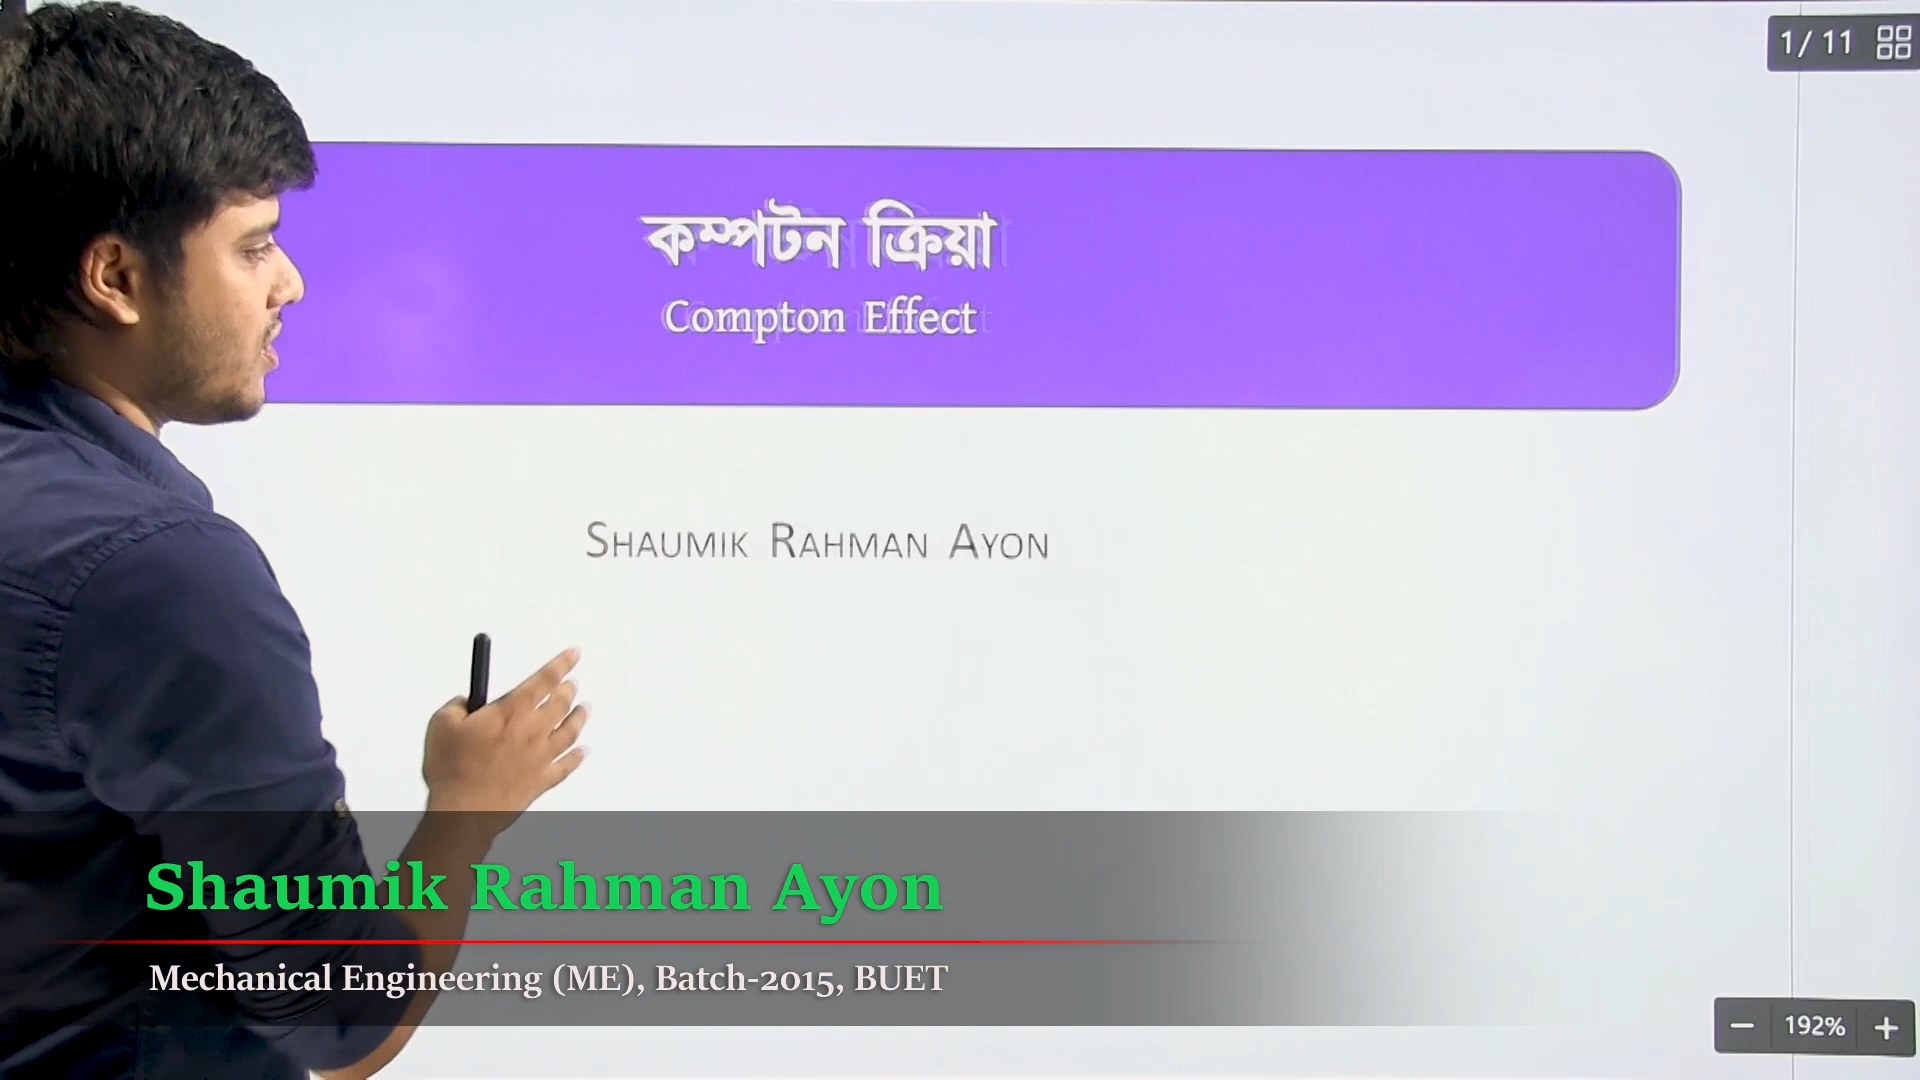 1/ 11
কম্পটন ক্রিয়া
Compton Effect
SHAUMIK RAHMAN AYON
Shaumik Rahman Ayon
Mechanical Engineering (ME), Batch-2015, BUET
192%